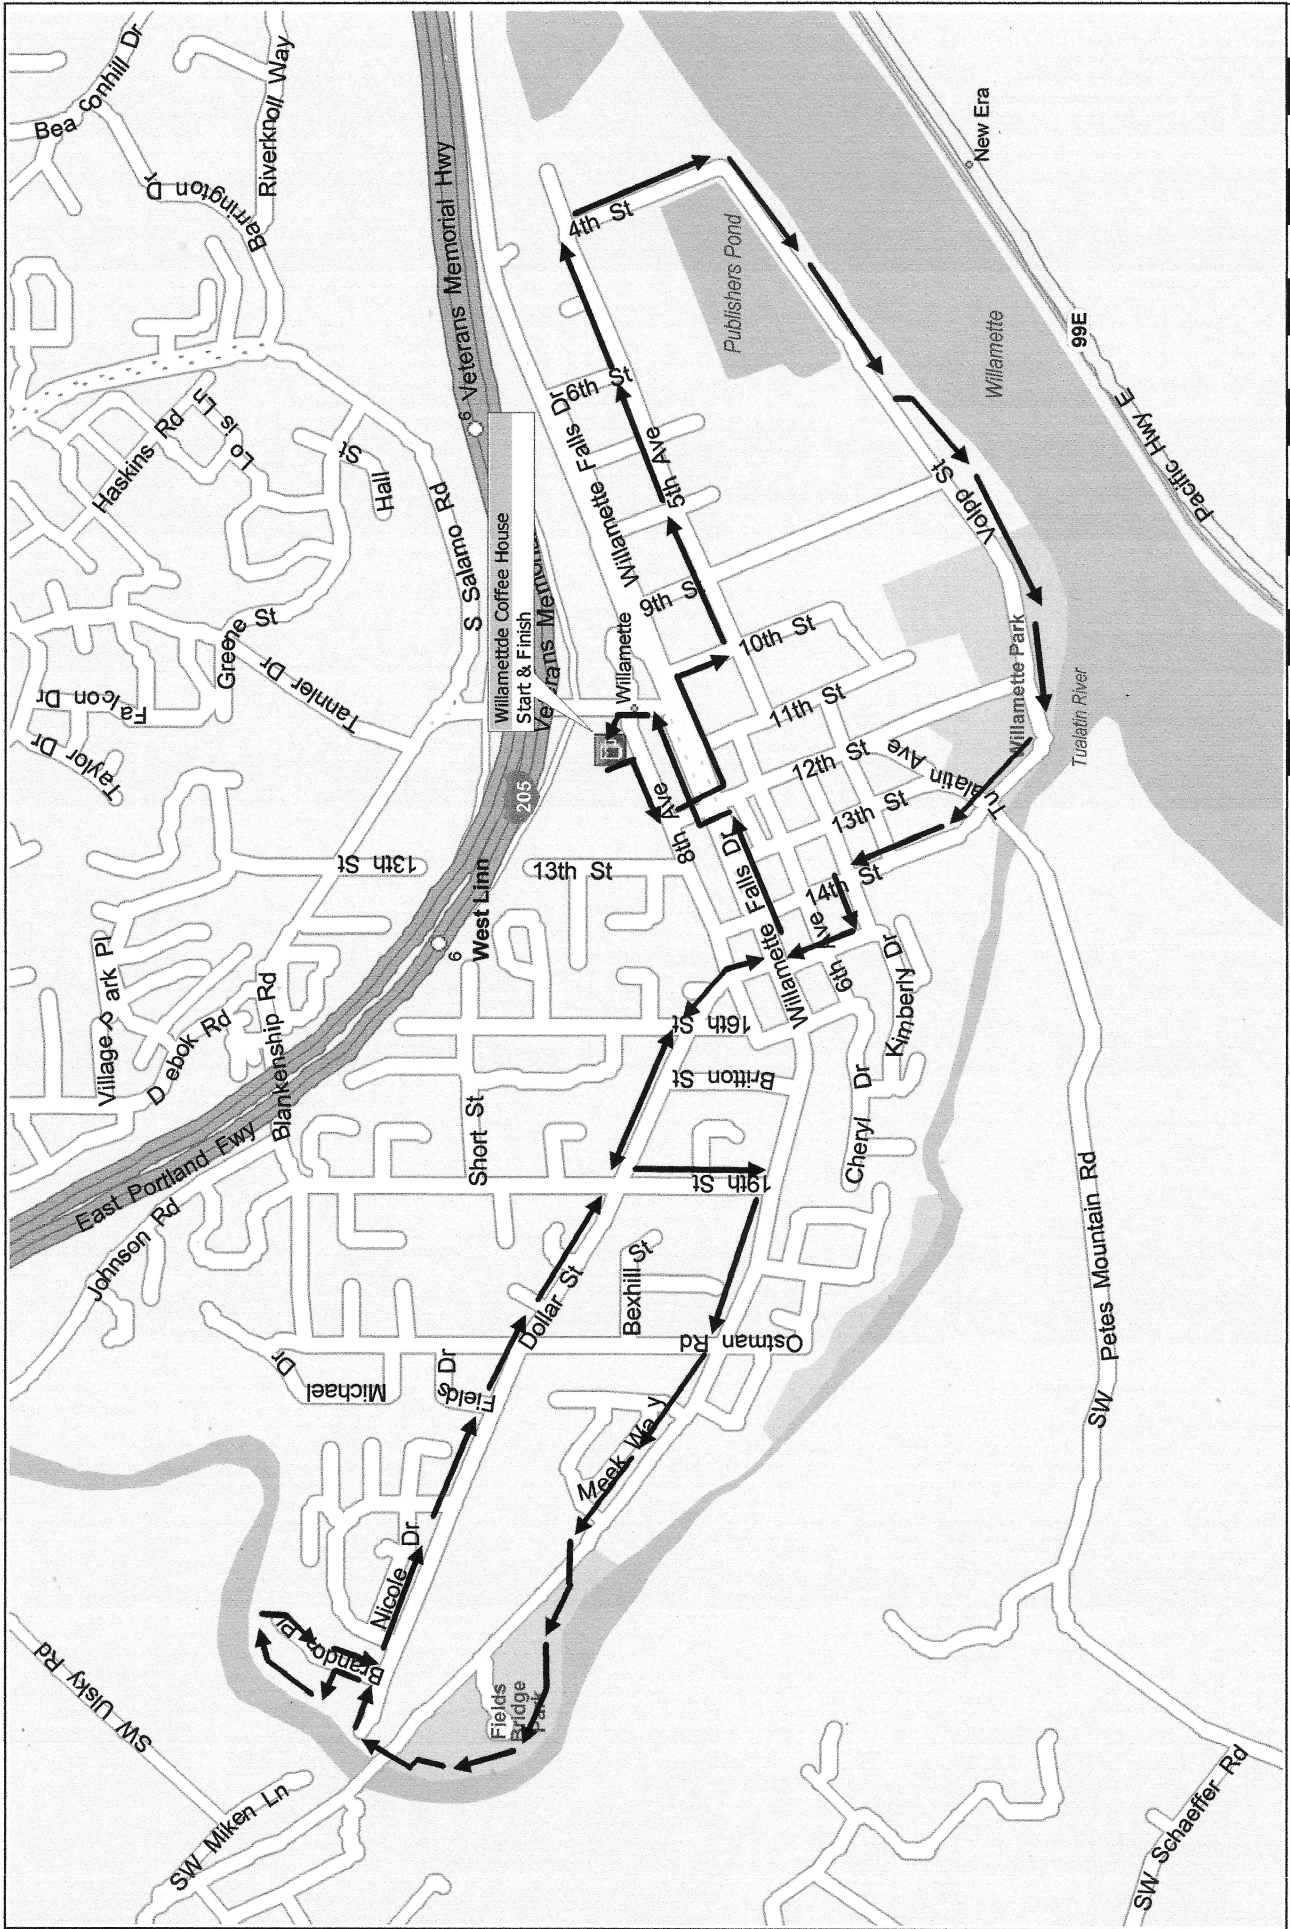 Beaconhill Dr
Riverknoll Way
Barrington Dr
Veterans Memorial Hwy
6
New Era
4th St
Publishers Pond
Willamette
99E
Pacific Hwy E
Haskins Rd
Lois Ln
Hall St
S Salamo Rd
6th St
Willamette Falls Dr
5th Ave
Willamettde Coffee House
Start & Finish
Veterans Memorial
Volpp St
Greene St
Tannler Dr
Falcon Dr
Taylor Dr
9th St
Willamette
10th St
11th St
Willamette Park
Tualatin River
12th St
Tualatin Ave
13th St
205
8th Ave
13th St
13th St
14th St
West Linn
6
Willamette Falls Dr
6th Ave
Kimberly Dr
Village Park Pl
Debok Rd
Blankenship Rd
16th St
Willamette
Britton St
Cheryl Dr
East Portland Fwy
Short St
19th St
Johnson Rd
SW Petes Mountain Rd
Dollar St
Bexhill St
Ostman Rd
Michael Dr
Fields Dr
Meek Way
Nicole Dr
Brandon Pl
Fields
Bridge
Park
SW Ulsky Rd
SW Miken Ln
SW Schaeffer Rd